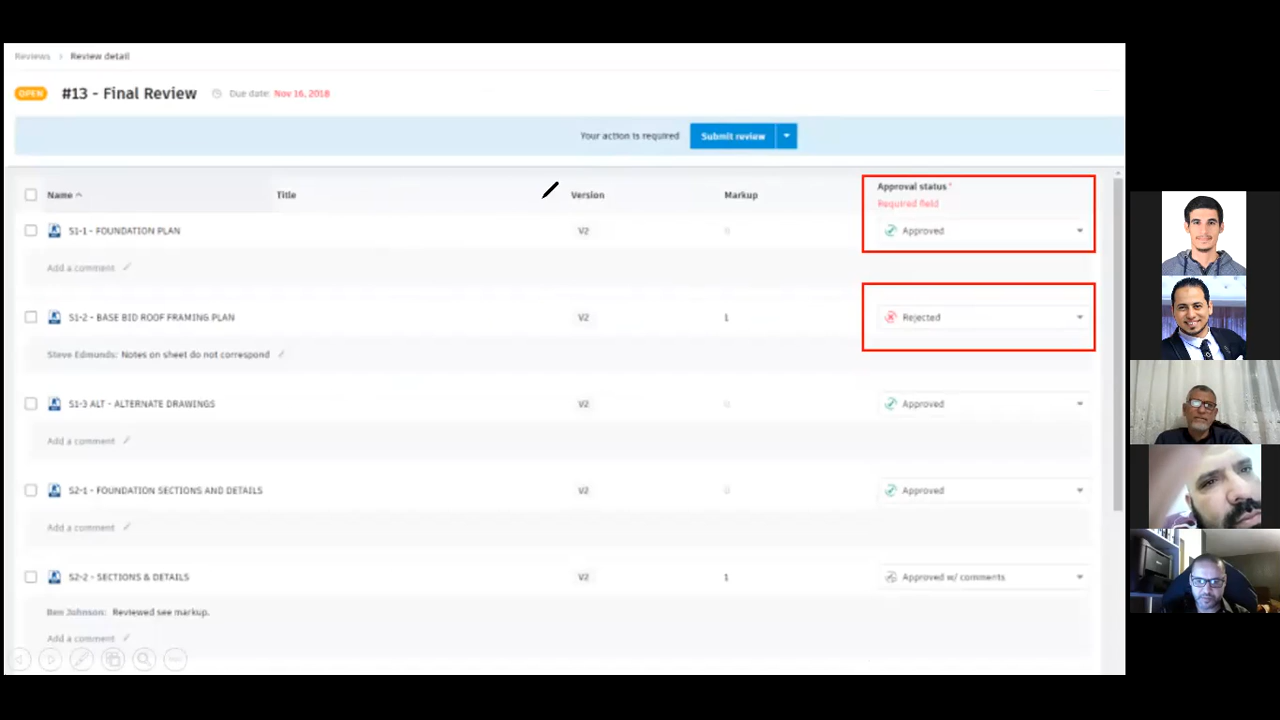 Reviews > Review detail
OPEN #13 - Final Review Due date: Nov 16, 2018
Your action is required Submit review
Name Title Version Markup Approval status *
Required field
S1-1 - FOUNDATION PLAN V2 0 Approved
Add a comment
S1-2 - BASE BID ROOF FRAMING PLAN V2 1 Rejected
Steve Edmunds: Notes on sheet do not correspond
S1-3 ALT - ALTERNATE DRAWINGS V2 0 Approved
Add a comment
S2-1 - FOUNDATION SECTIONS AND DETAILS V2 0 Approved
Add a comment
S2-2 - SECTIONS & DETAILS V2 1 Approved w/ comments
Ben Johnson: Reviewed see markup.
Add a comment